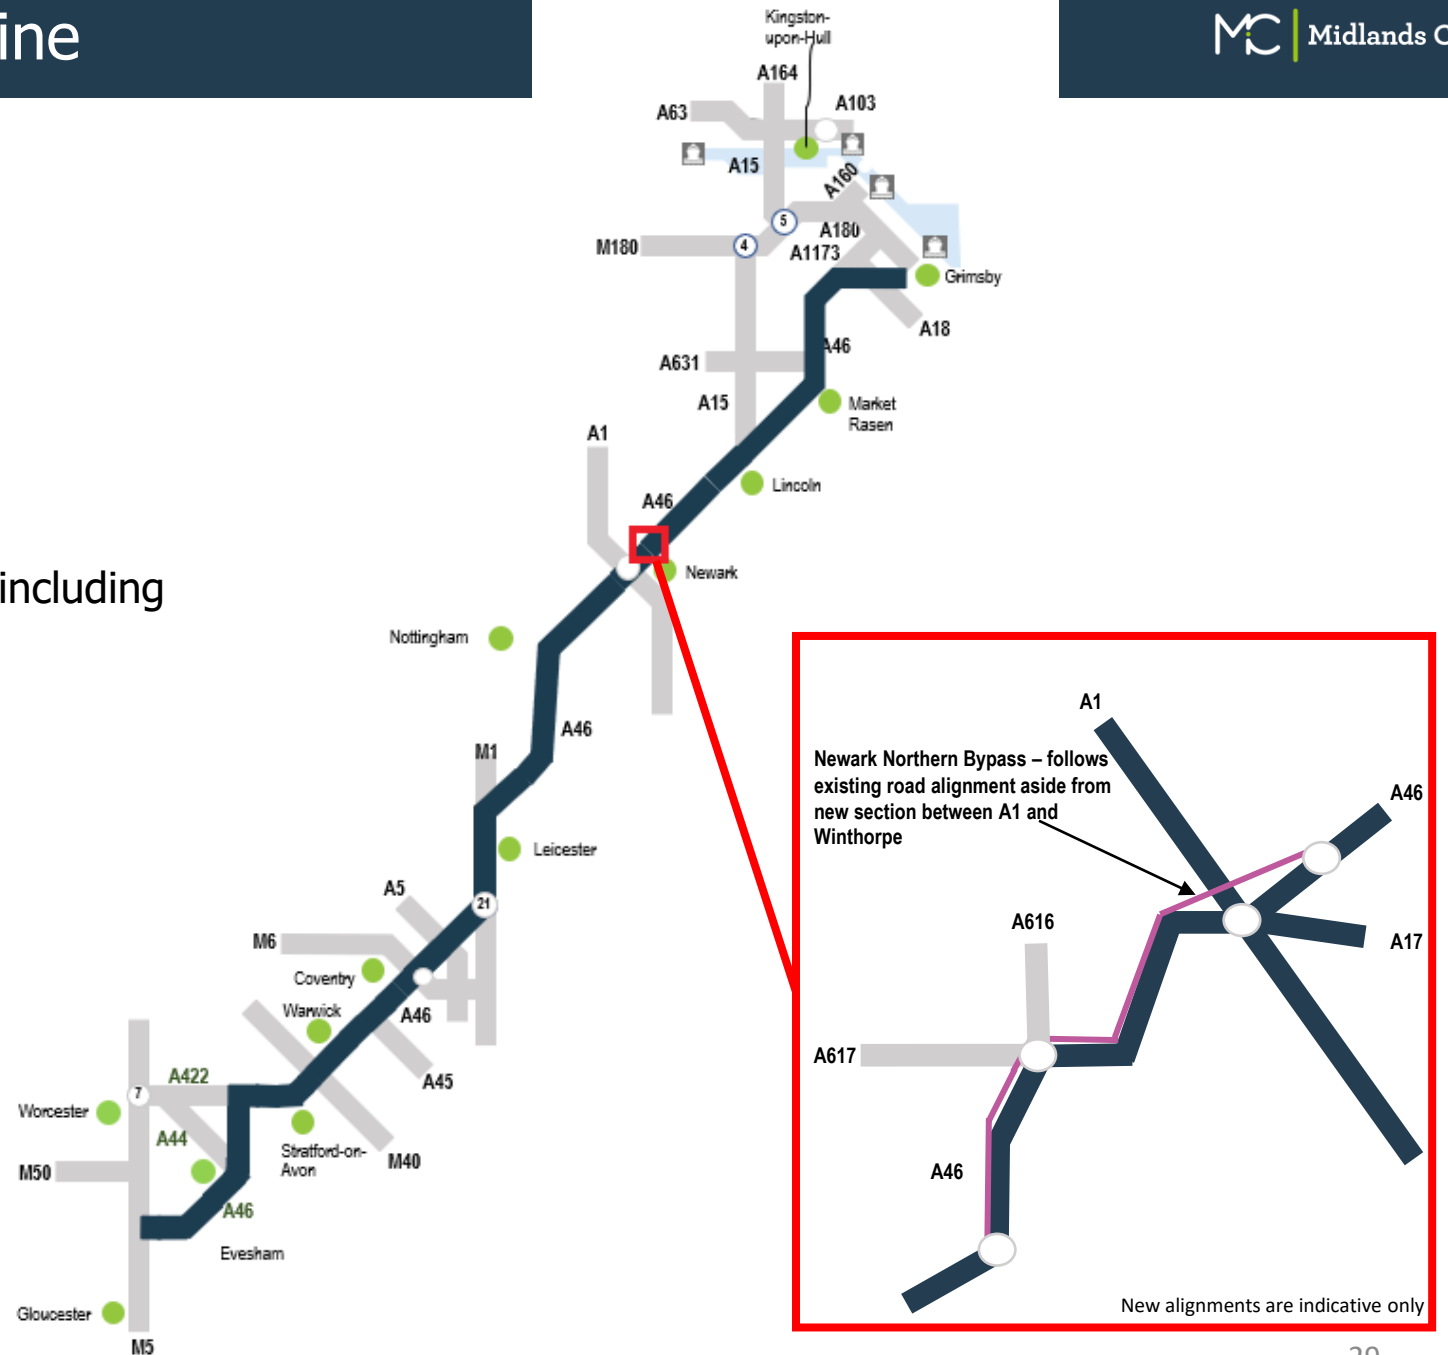 ine
Midlands C
Kingston-
upon-Hull
A164
A63
A103
A15
A160
5
A180
M180
4
A1173
Grimsby
A18
A46
A631
A15
Market
Rasen
A1
Lincoln
A46
Newark
including
Nottingham
A46
M1
Leicester
A5
21
M6
Coventry
Warwick
A46
A45
A422
7
Worcester
A44
Stratford-on-
Avon
M40
M50
A46
Evesham
Gloucester
M5
A1
Newark Northern Bypass – follows
existing road alignment aside from
new section between A1 and
Winthorpe
A46
A616
A17
A617
A46
New alignments are indicative only